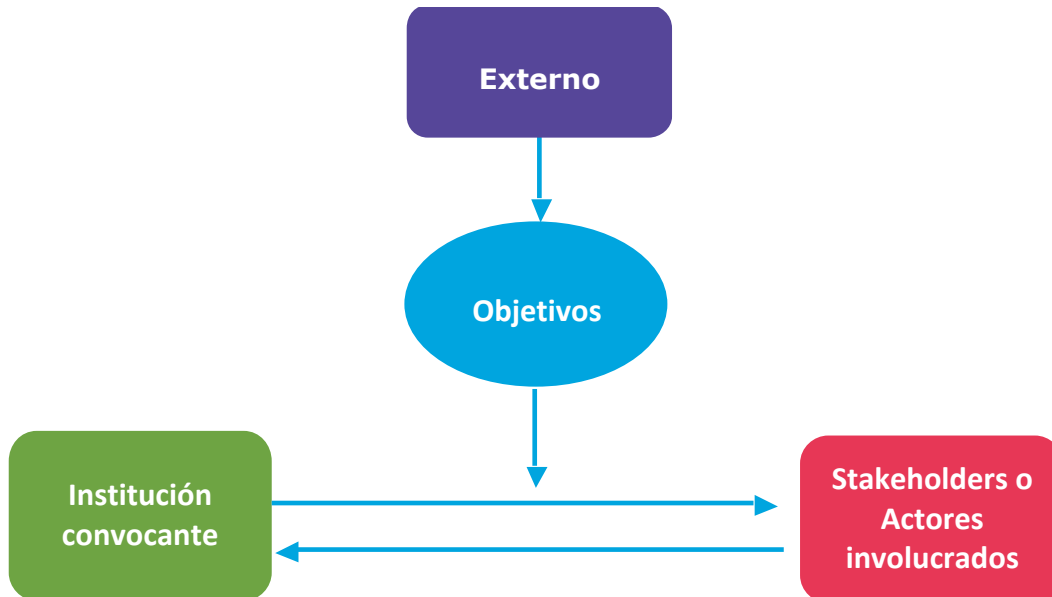 Externo
Objetivos
Institución
convocante
Stakeholders o
Actores
involucrados